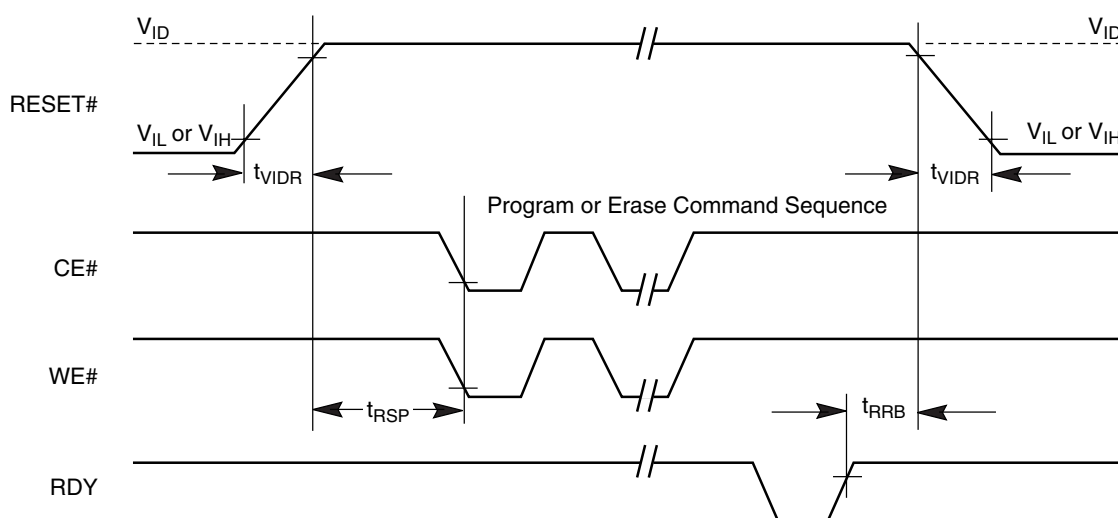 V_ID V_ID
RESET#
V_IL or V_IH V_IL or V_IH
t_VIDR t_VIDR
Program or Erase Command Sequence
CE#
WE#
t_RSP t_RRB
RDY